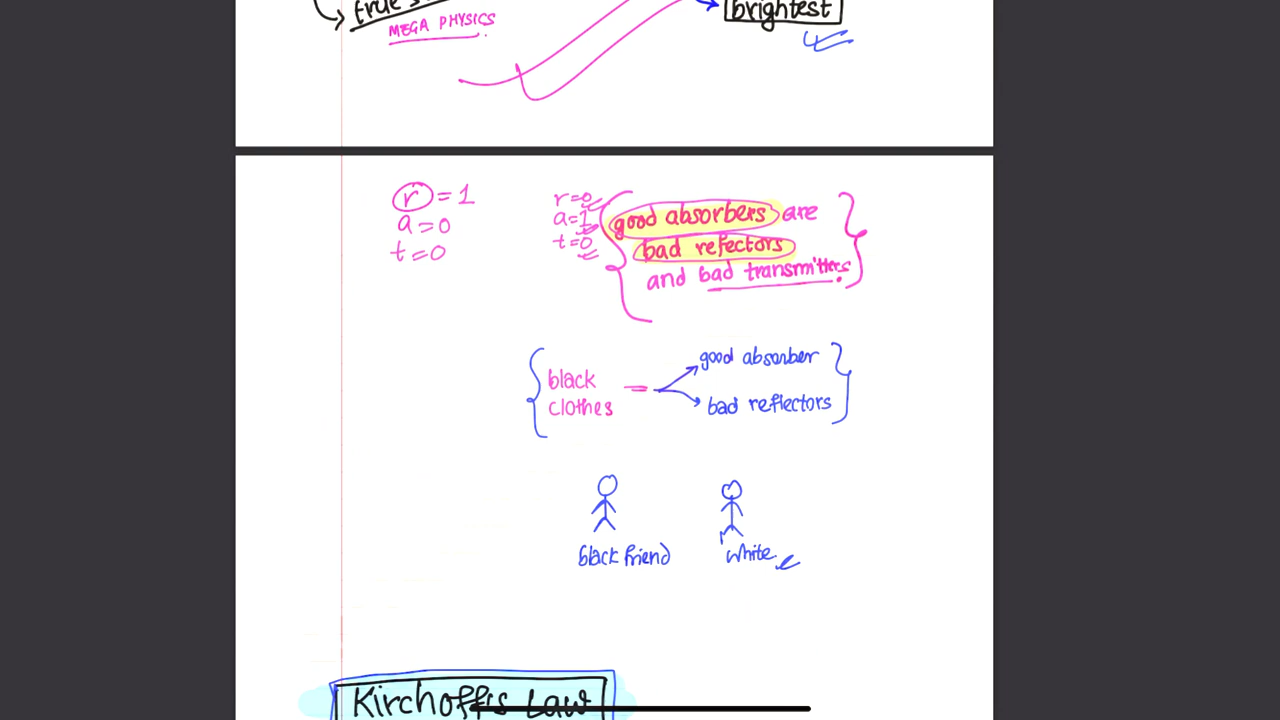 MEGA PHYSICS
brightest
r = 1
a = 0
t = 0
r = 0
a = 1
t = 0
good absorbers are
bad refectors
and bad transmitters.
black
clothes
=
good absorber
bad reflectors
black friend
white
Kirchoff's Law